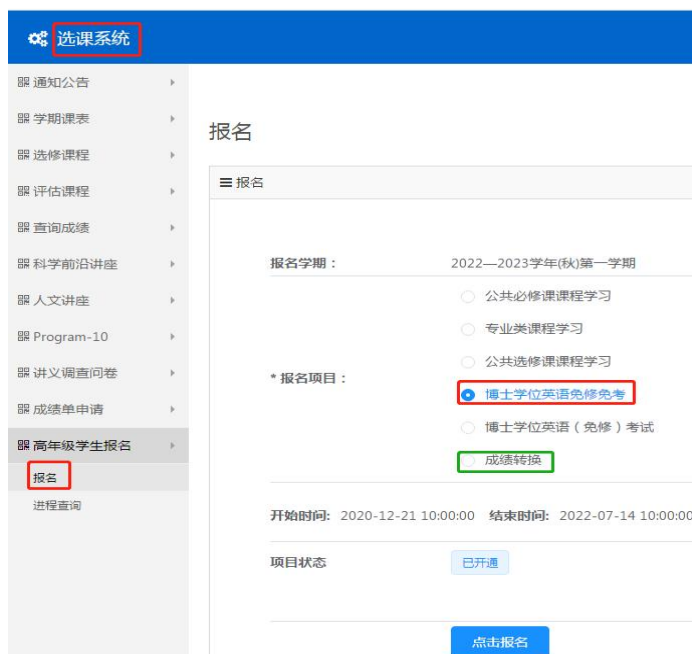 选课系统
通知公告
学期课表
选修课程
评估课程
查询成绩
科学前沿讲座
人文讲座
Program-10
讲义调查问卷
成绩单申请
高年级学生报名
报名
进程查询
报名
报名
报名学期：
2022—2023学年(秋)第一学期
* 报名项目：
公共必修课课程学习
专业类课程学习
公共选修课课程学习
博士学位英语免修免考
博士学位英语（免修）考试
成绩转换
开始时间: 2020-12-21 10:00:00 结束时间: 2022-07-14 10:00:00
项目状态
已开通
点击报名